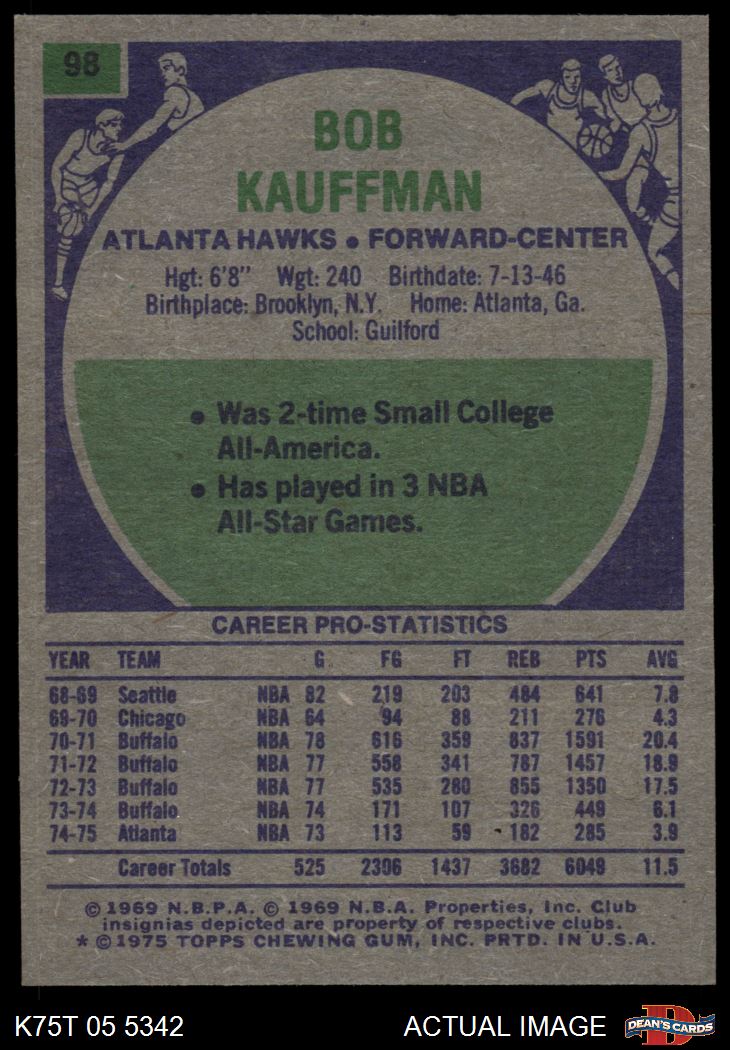 98
BOB
KAUFFMAN
ATLANTA HAWKS • FORWARD-CENTER
Hgt: 6'8" Wgt: 240 Birthdate: 7-13-46
Birthplace: Brooklyn, N.Y. Home: Atlanta, Ga.
School: Guilford
• Was 2-time Small College
All-America.
• Has played in 3 NBA
All-Star Games.
CAREER PRO-STATISTICS
YEAR TEAM G FG FT REB PTS AVG
68-69 Seattle NBA 82 219 203 484 641 7.8
69-70 Chicago NBA 64 94 88 211 276 4.3
70-71 Buffalo NBA 78 616 359 837 1591 20.4
71-72 Buffalo NBA 77 558 341 787 1457 18.9
72-73 Buffalo NBA 77 535 280 855 1350 17.5
73-74 Buffalo NBA 74 171 107 326 449 6.1
74-75 Atlanta NBA 73 113 59 182 285 3.9
Career Totals 525 2306 1437 3682 6049 11.5
© 1969 N.B.P.A. © 1969 N.B.A. Properties, Inc. Club
insignias depicted are property of respective clubs.
* © 1975 TOPPS CHEWING GUM, INC. PRTD. IN U.S.A.
K75T 05 5342 ACTUAL IMAGE
D
DEAN'S CARDS